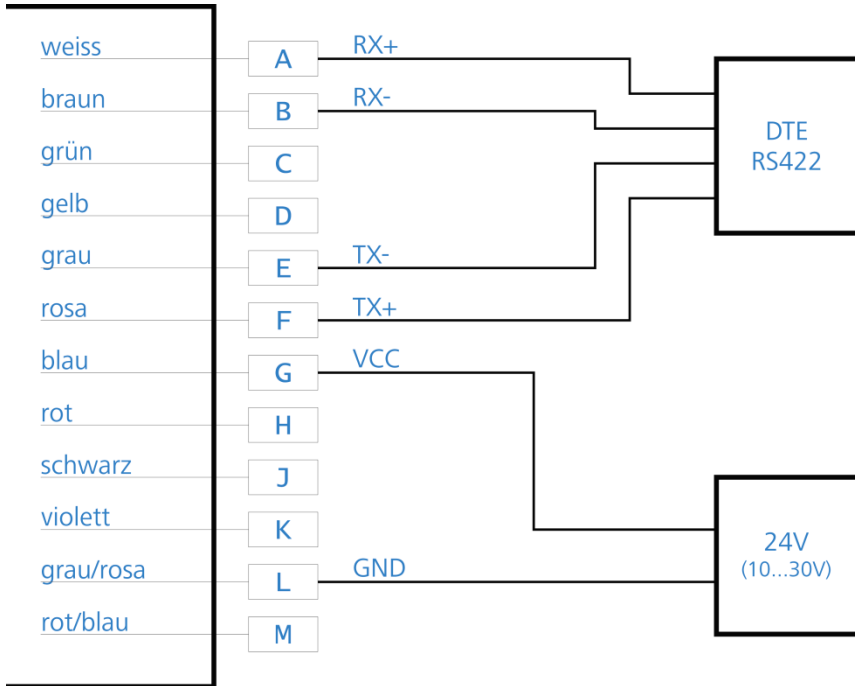 weiss A RX+
braun B RX-
DTE
RS422
grün C
gelb D
grau E TX-
rosa F TX+
blau G VCC
rot H
schwarz J
violett K
24V
(10...30V)
grau/rosa L GND
rot/blau M